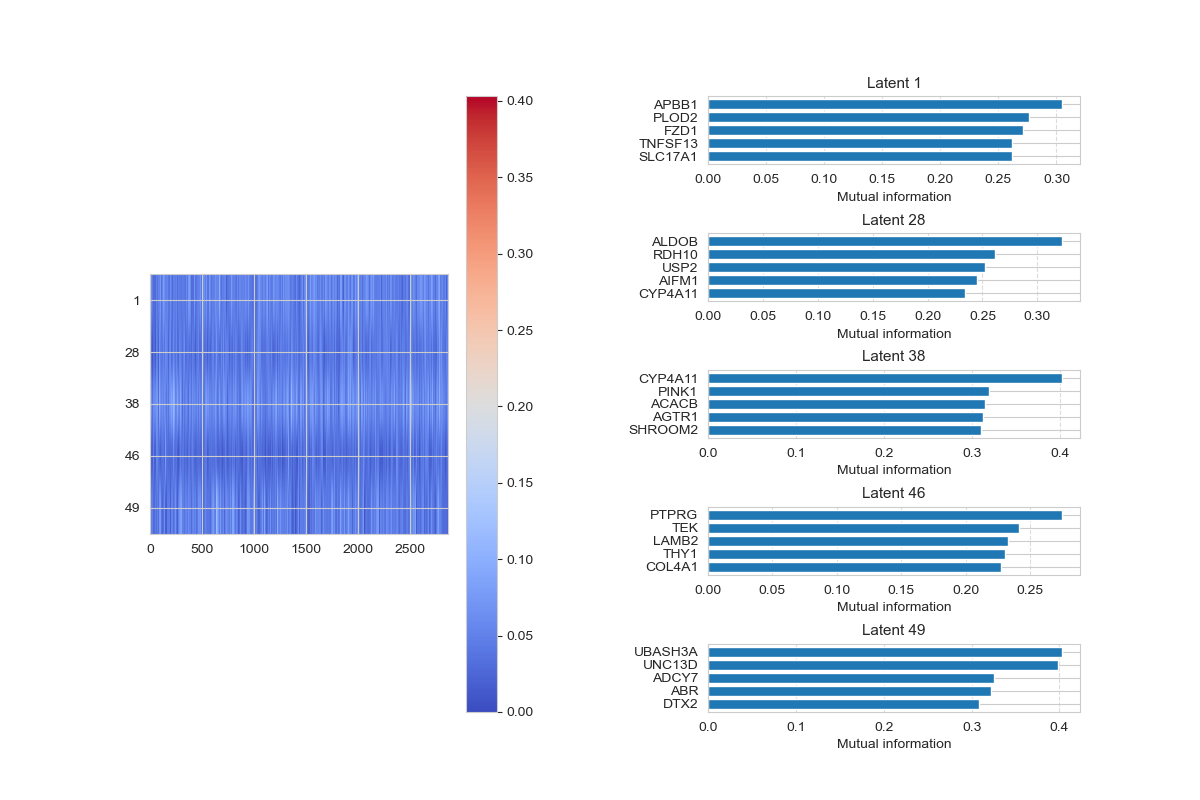 1
28
38
46
49
0 500 1000 1500 2000 2500
0.40
0.35
0.30
0.25
0.20
0.15
0.10
0.05
0.00
Latent 1
APBB1
PLOD2
FZD1
TNFSF13
SLC17A1
0.00 0.05 0.10 0.15 0.20 0.25 0.30
Mutual information
Latent 28
ALDOB
RDH10
USP2
AIFM1
CYP4A11
0.00 0.05 0.10 0.15 0.20 0.25 0.30
Mutual information
Latent 38
CYP4A11
PINK1
ACACB
AGTR1
SHROOM2
0.0 0.1 0.2 0.3 0.4
Mutual information
Latent 46
PTPRG
TEK
LAMB2
THY1
COL4A1
0.00 0.05 0.10 0.15 0.20 0.25
Mutual information
Latent 49
UBASH3A
UNC13D
ADCY7
ABR
DTX2
0.0 0.1 0.2 0.3 0.4
Mutual information